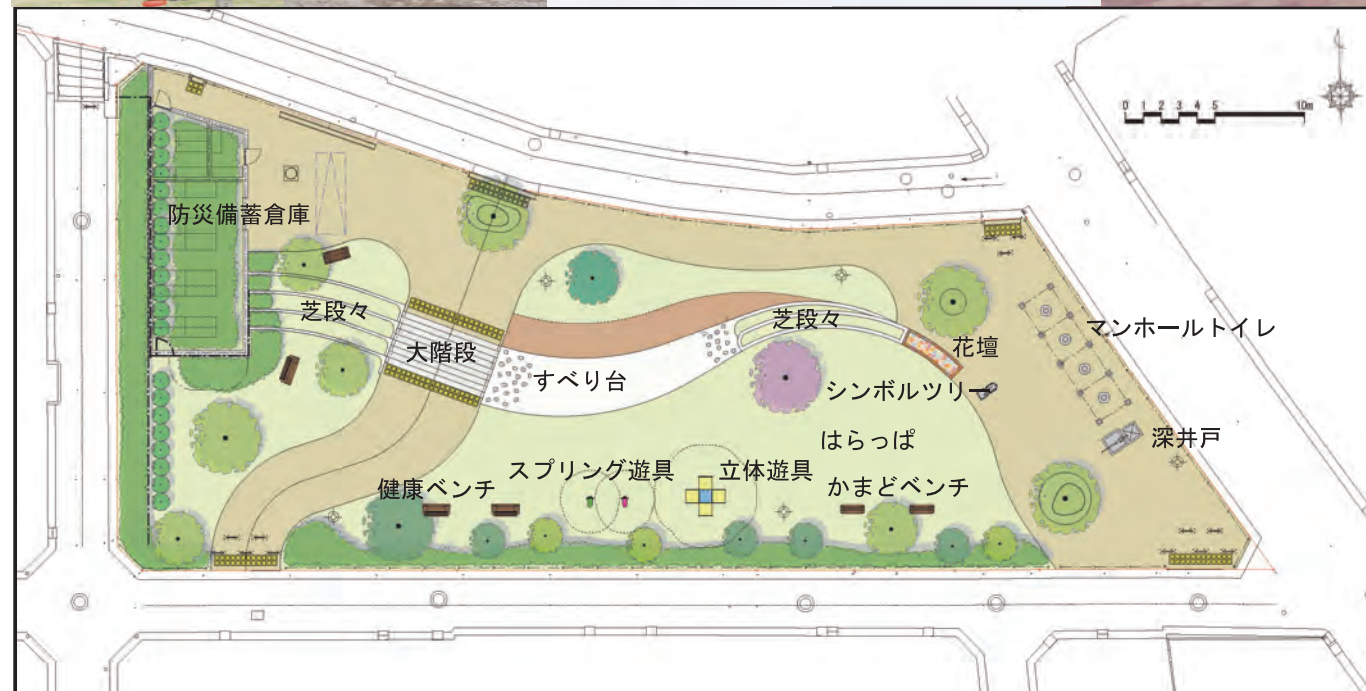 0 1 2 3 4 5 10m
防災備蓄倉庫
芝段々
大階段
すべり台
芝段々
花壇
マンホールトイレ
シンボルツリー
深井戸
はらっぱ
スプリング遊具
立体遊具
健康ベンチ
かまどベンチ